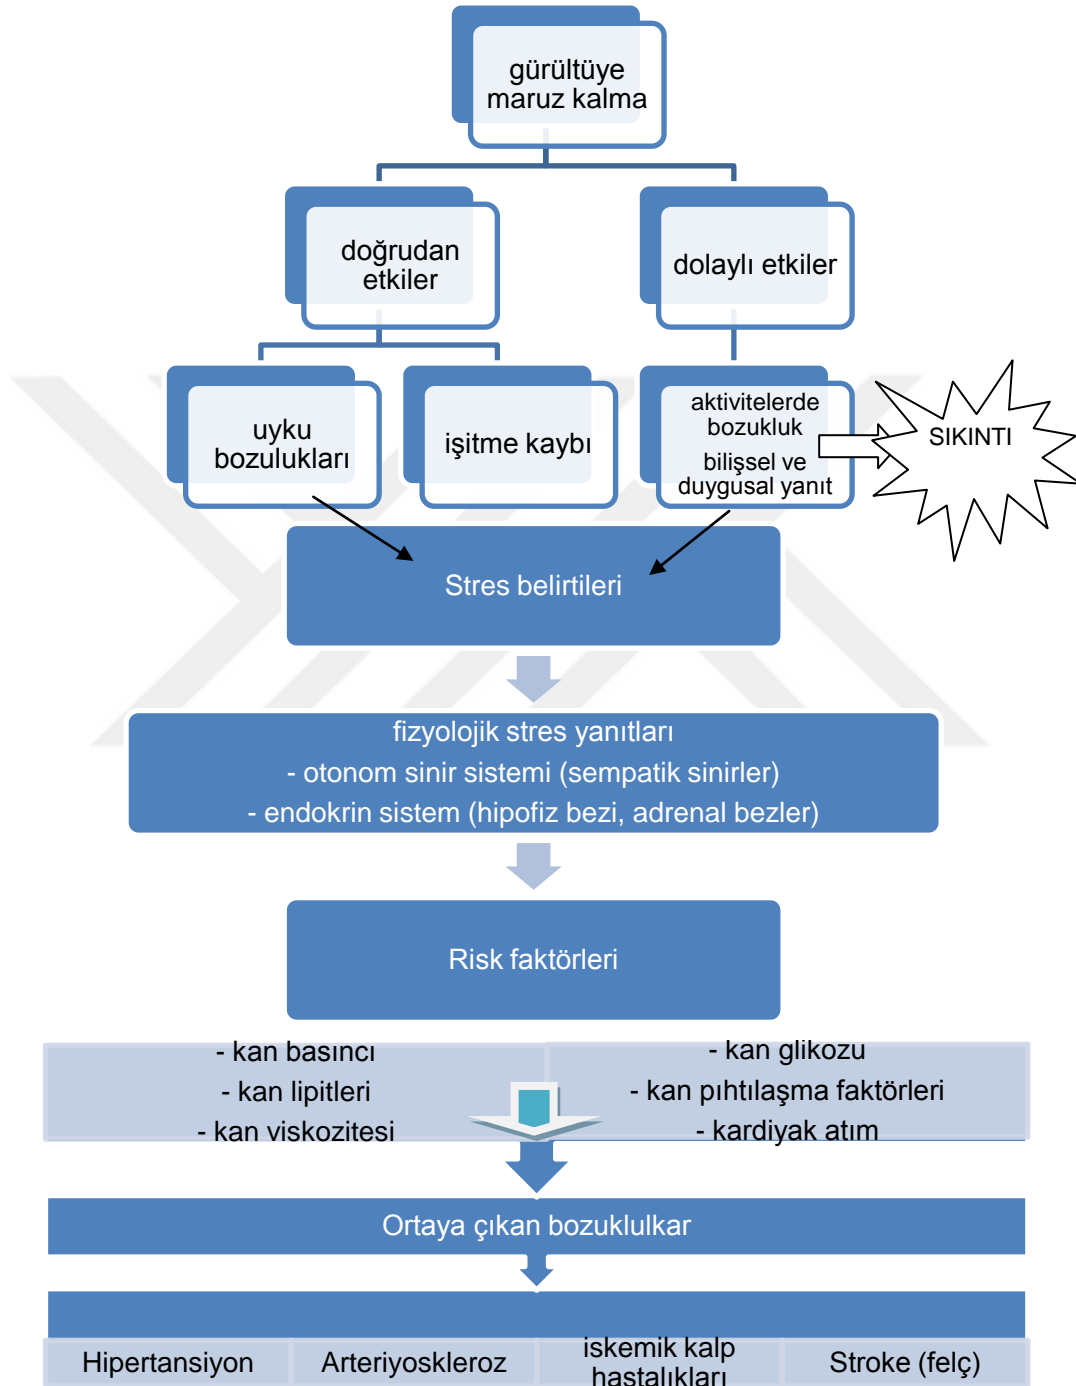 gürültüye
maruz kalma
doğrudan
etkiler
dolaylı etkiler
uyku
bozulukları
işitme kaybı
aktivitelerde
bozukluk
bilişsel ve
duygusal yanıt
SIKINTI
Stres belirtileri
fizyolojik stres yanıtları
- otonom sinir sistemi (sempatik sinirler)
- endokrin sistem (hipofiz bezi, adrenal bezler)
Risk faktörleri
- kan basıncı
- kan lipitleri
- kan viskozitesi
- kan glikozu
- kan pıhtılaşma faktörleri
- kardiyak atım
Ortaya çıkan bozuklulkar
Hipertansiyon
Arteriyoskleroz
iskemik kalp
hastalıkları
Stroke (felç)